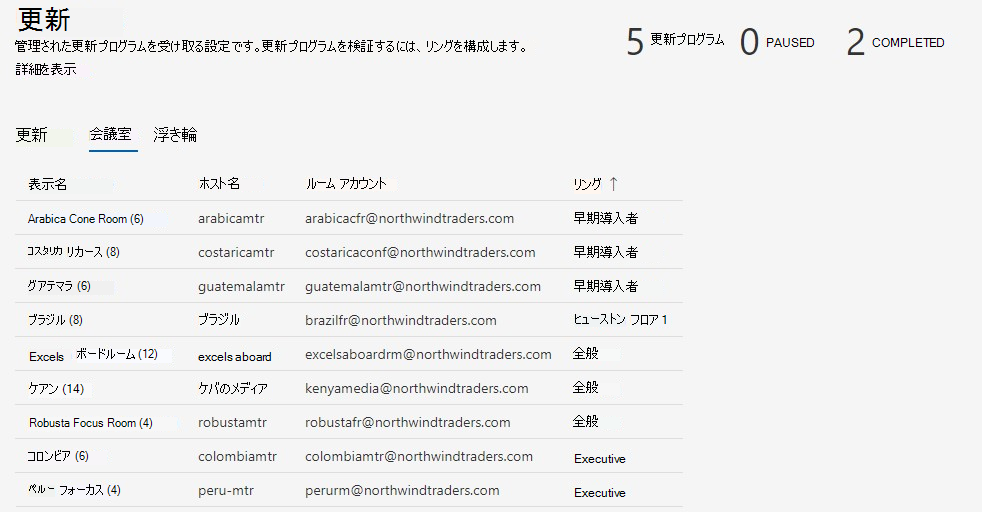 更新
管理された更新プログラムを受け取る設定です。更新プログラムを検証するには、リングを構成します。
詳細を表示
5 更新プログラム 0 PAUSED 2 COMPLETED
更新 会議室 浮き輪
表示名 ホスト名 ルーム アカウント リング ↑
Arabica Cone Room (6) arabicamtr arabicacfr@northwindtraders.com 早期導入者
コスタリカ リカース (8) costaricamtr costaricaconf@northwindtraders.com 早期導入者
グアテマラ (6) guatemalamtr guatemalamtr@northwindtraders.com 早期導入者
ブラジル (8) ブラジル brazilfr@northwindtraders.com ヒューストン フロア 1
Excels ボードルーム (12) excels aboard excelsaboardrm@northwindtraders.com 全般
ケアン (14) ケバのメディア kenyamedia@northwindtraders.com 全般
Robusta Focus Room (4) robustamtr robustafr@northwindtraders.com 全般
コロンビア (6) colombiamtr colombiamtr@northwindtraders.com Executive
ペルー フォーカス (4) peru-mtr perurm@northwindtraders.com Executive